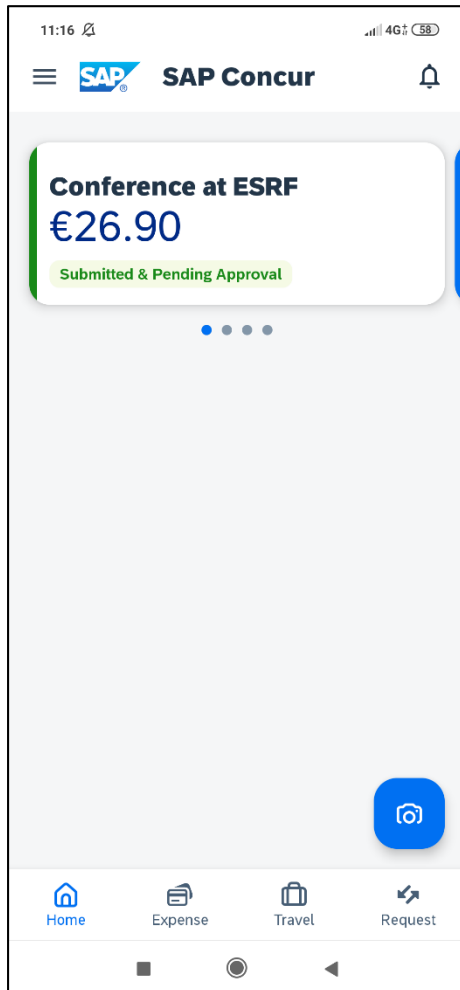 11:16 4G+ 58
SAP® SAP Concur
Conference at ESRF
€26.90
Submitted & Pending Approval
Home Expense Travel Request